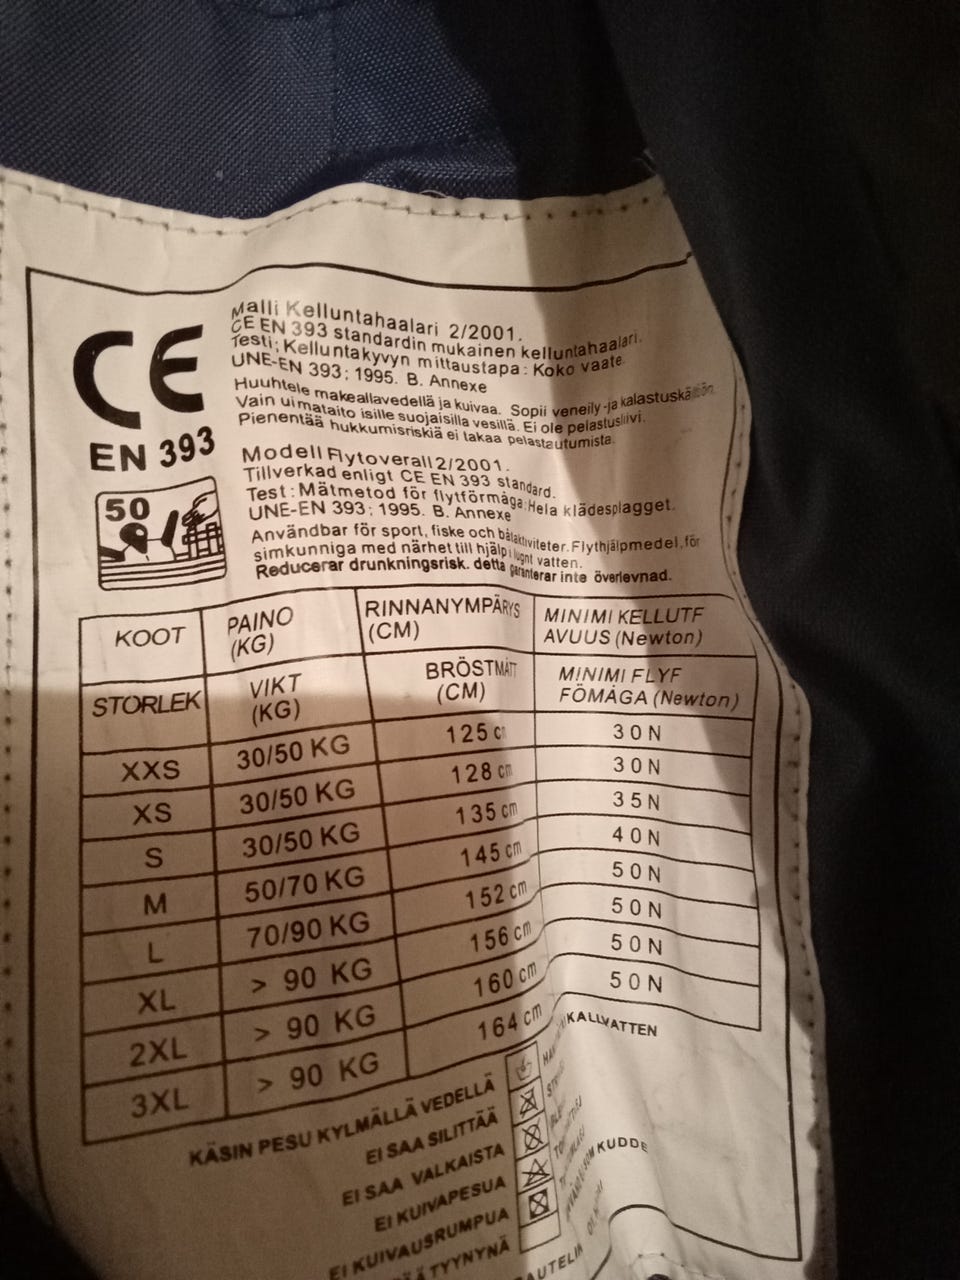 CE
EN 393
50
Malli Kelluntahaalari 2/2001.
CE EN 393 standardin mukainen kelluntahaalari.
Testi; Kelluntakyvyn mittaustapa: Koko vaate.
UNE-EN 393; 1995. B. Annexe
Huuhtele makeallavedellä ja kuivaa. Sopii veneily -ja kalastuskäyttöön.
Vain uimataitoisille suojaisilla vesillä. Ei ole pelastusliivi.
Pienentää hukkumisriskiä ei takaa pelastautumista.
Modell Flytoverall 2/2001.
Tillverkad enligt CE EN 393 standard.
Test: Mätmetod för flytförmåga: Hela klädesplagget.
UNE-EN 393; 1995. B. Annexe
Användbar för sport, fiske och båtaktiviteter. Flythjälpmedel, för
simkunniga med närhet till hjälp i lugnt vatten.
Reducerar drunkningsrisk. detta garanterar inte överlevnad.
KOOT PAINO (KG) RINNANYMPÄRYS (CM) MINIMI KELLUTF AVUUS (Newton)
STORLEK VIKT (KG) BRÖSTMÅTT (CM) MINIMI FLYF FÖMÅGA (Newton)
XXS 30/50 KG 125 cm 30N
XS 30/50 KG 128 cm 30N
S 30/50 KG 135 cm 35N
M 50/70 KG 145 cm 40N
L 70/90 KG 152 cm 50N
XL > 90 KG 156 cm 50N
2XL > 90 KG 160 cm 50N
3XL > 90 KG 164 cm 50N
KÄSIN PESU KYLMÄLLÄ VEDELLÄ KALLVATTEN
EI SAA SILITTÄÄ
EI SAA VALKAISTA
EI KUIVAPESUA
EI KUIVAUSRUMPUA SOM KUDDE
TYYNYNÄ